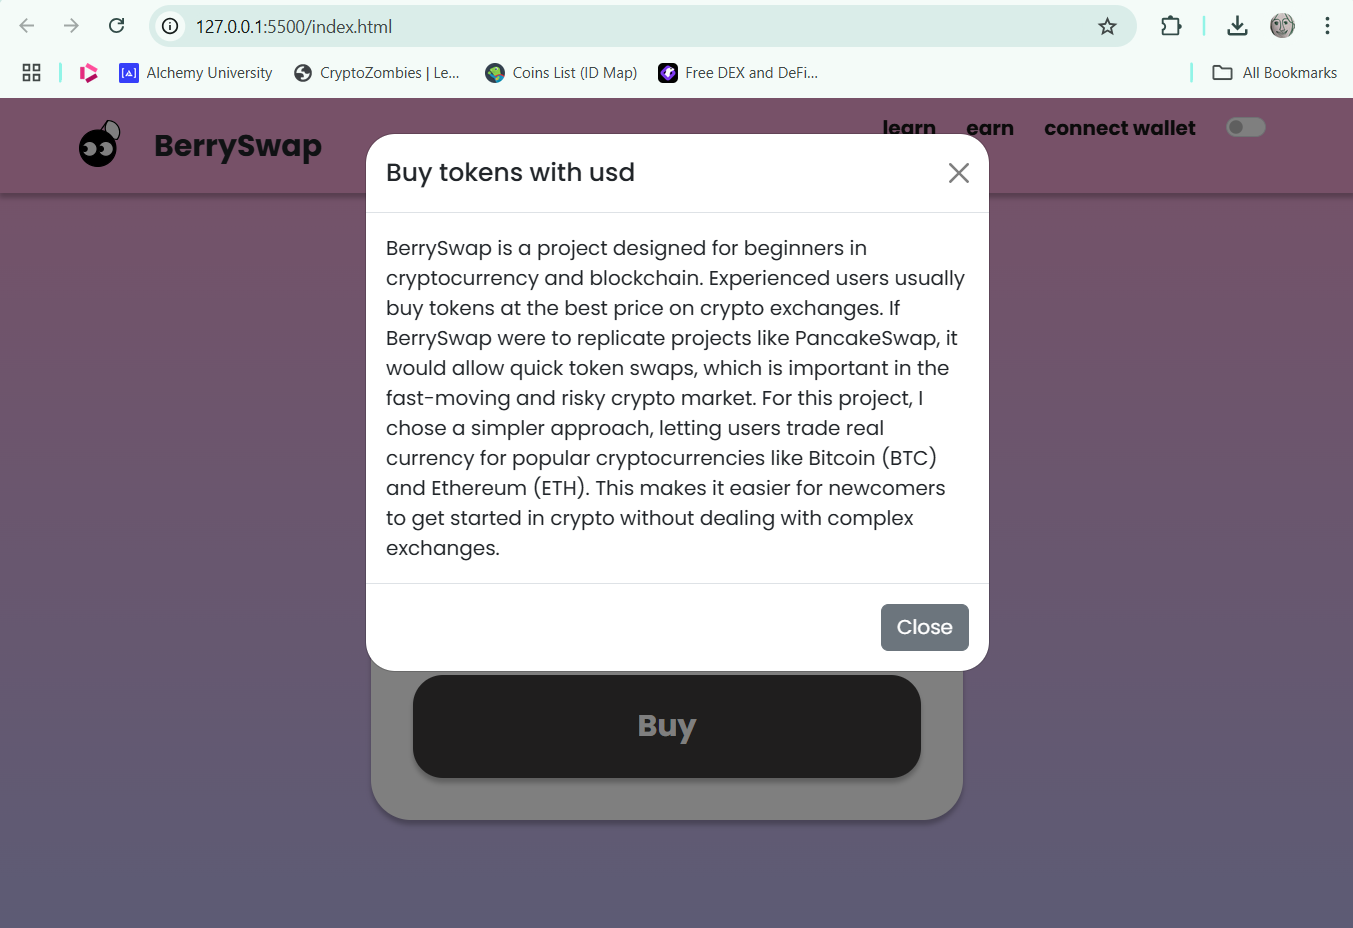 127.0.0.1:5500/index.html
Alchemy University
CryptoZombies | Le...
Coins List (ID Map)
Free DEX and DeFi...
All Bookmarks
BerrySwap
learn earn connect wallet
Buy tokens with usd
BerrySwap is a project designed for beginners in
cryptocurrency and blockchain. Experienced users usually
buy tokens at the best price on crypto exchanges. If
BerrySwap were to replicate projects like PancakeSwap, it
would allow quick token swaps, which is important in the
fast-moving and risky crypto market. For this project, I
chose a simpler approach, letting users trade real
currency for popular cryptocurrencies like Bitcoin (BTC)
and Ethereum (ETH). This makes it easier for newcomers
to get started in crypto without dealing with complex
exchanges.
Close
Buy